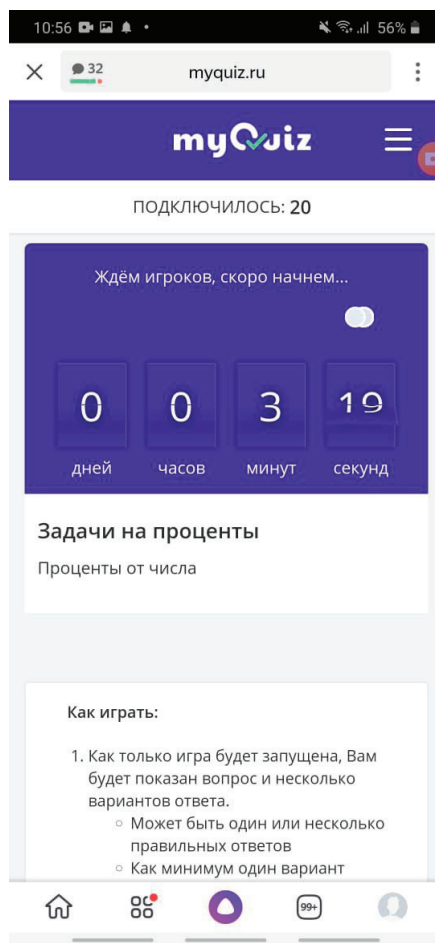 10:56 56%
32 myquiz.ru
myQuiz
ПОДКЛЮЧИЛОСЬ: 20
Ждём игроков, скоро начнем...
0 0 3 19
дней часов минут секунд
Задачи на проценты
Проценты от числа
Как играть:
1. Как только игра будет запущена, Вам
будет показан вопрос и несколько
вариантов ответа.
Может быть один или несколько
правильных ответов
Как минимум один вариант
99+